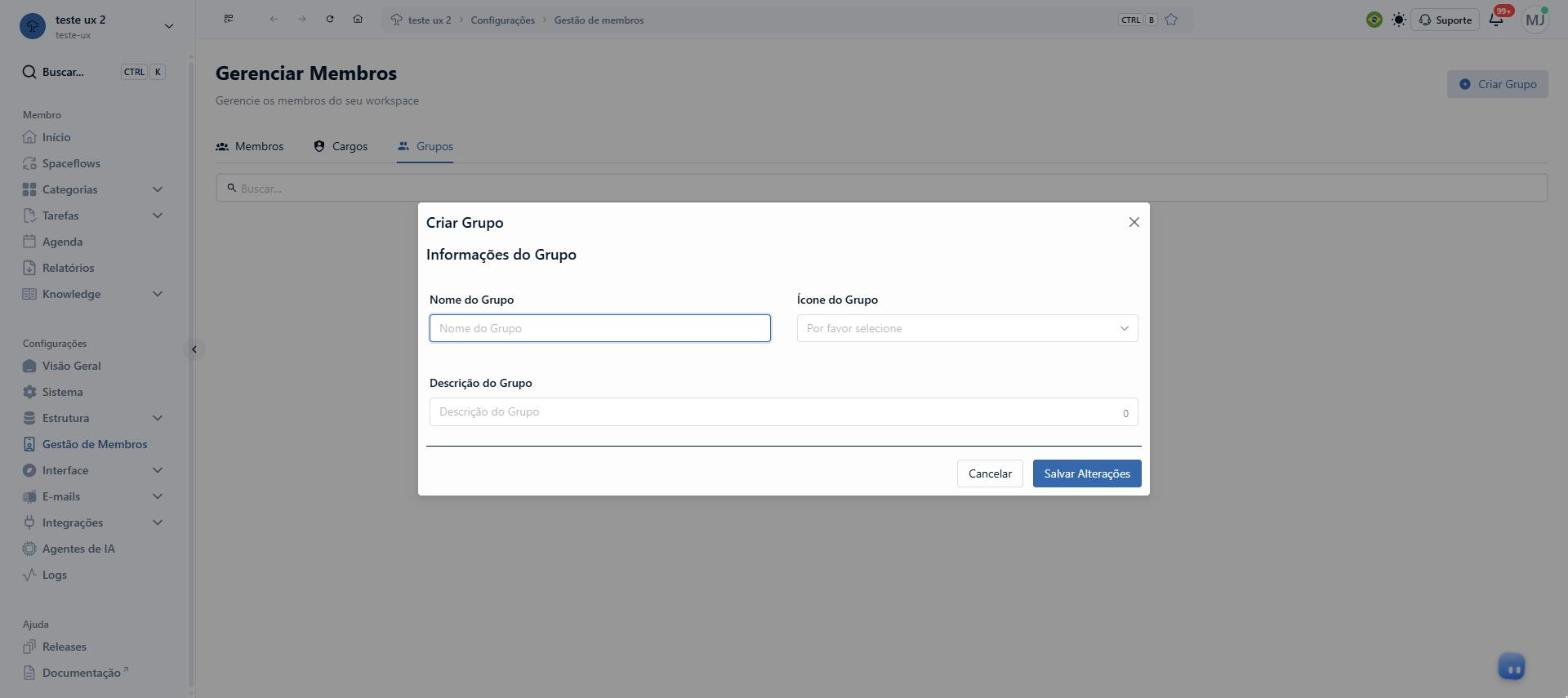 teste ux 2
teste-ux
Buscar... CTRL K
Membro
Início
Spaceflows
Categorias
Tarefas
Agenda
Relatórios
Knowledge
Configurações
Visão Geral
Sistema
Estrutura
Gestão de Membros
Interface
E-mails
Integrações
Agentes de IA
Logs
Ajuda
Releases
Documentação
teste ux 2 > Configurações > Gestão de membros CTRL B
Suporte 99+ MJ
Gerenciar Membros
Gerencie os membros do seu workspace
Criar Grupo
Membros Cargos Grupos
Buscar...
Criar Grupo
Informações do Grupo
Nome do Grupo Ícone do Grupo
Nome do Grupo Por favor selecione
Descrição do Grupo
Descrição do Grupo 0
Cancelar Salvar Alterações